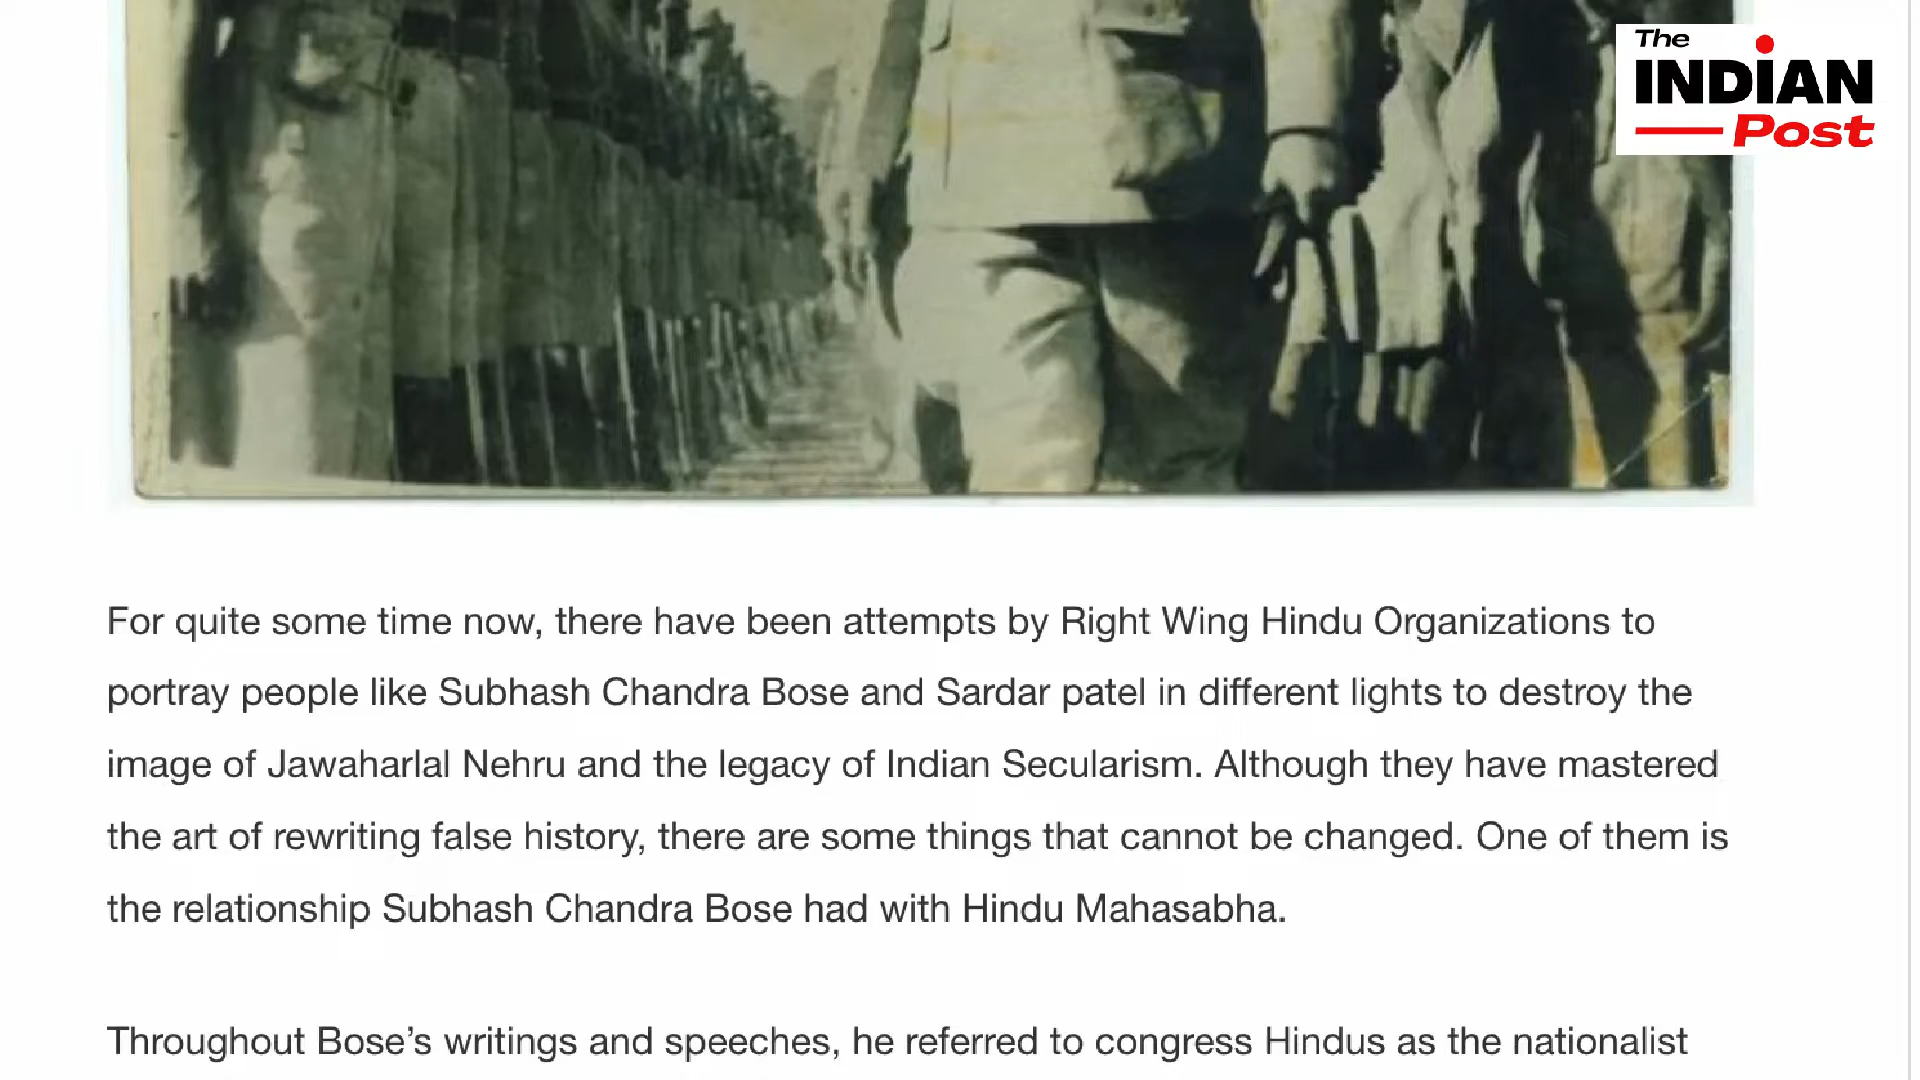 The
INDIAN
Post
For quite some time now, there have been attempts by Right Wing Hindu Organizations to
portray people like Subhash Chandra Bose and Sardar patel in different lights to destroy the
image of Jawaharlal Nehru and the legacy of Indian Secularism. Although they have mastered
the art of rewriting false history, there are some things that cannot be changed. One of them is
the relationship Subhash Chandra Bose had with Hindu Mahasabha.
Throughout Bose’s writings and speeches, he referred to congress Hindus as the nationalist